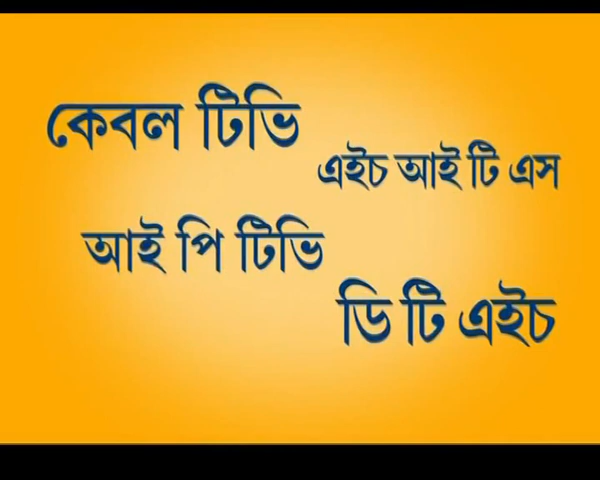 কেবল টিভি
এইচ আই টি এস
আই পি টিভি
ডি টি এইচ